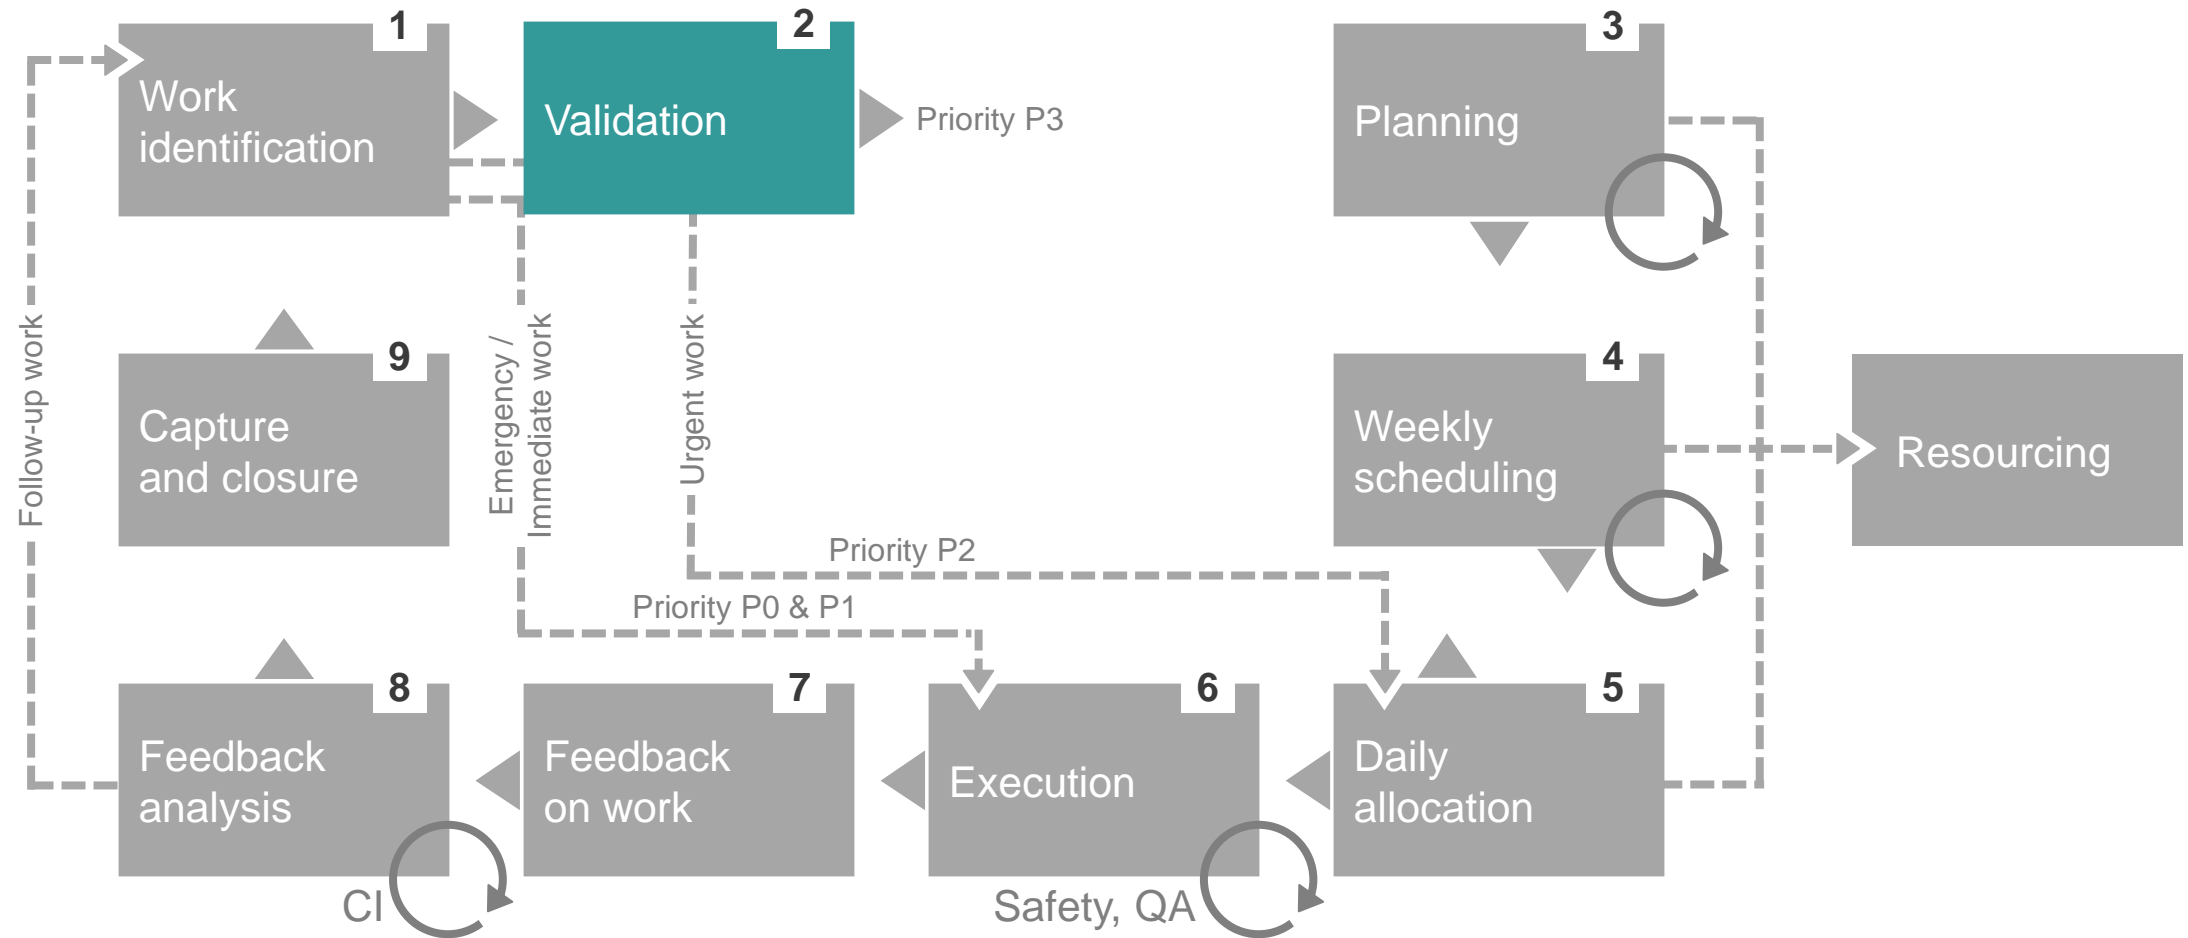 1
Work
identification
2
Validation
Priority P3
3
Planning
Follow-up work
9
Capture
and closure
Emergency /
Immediate work
Urgent work
4
Weekly
scheduling
Resourcing
Priority P2
Priority P0 & P1
8
Feedback
analysis
CI
7
Feedback
on work
6
Execution
Safety, QA
5
Daily
allocation